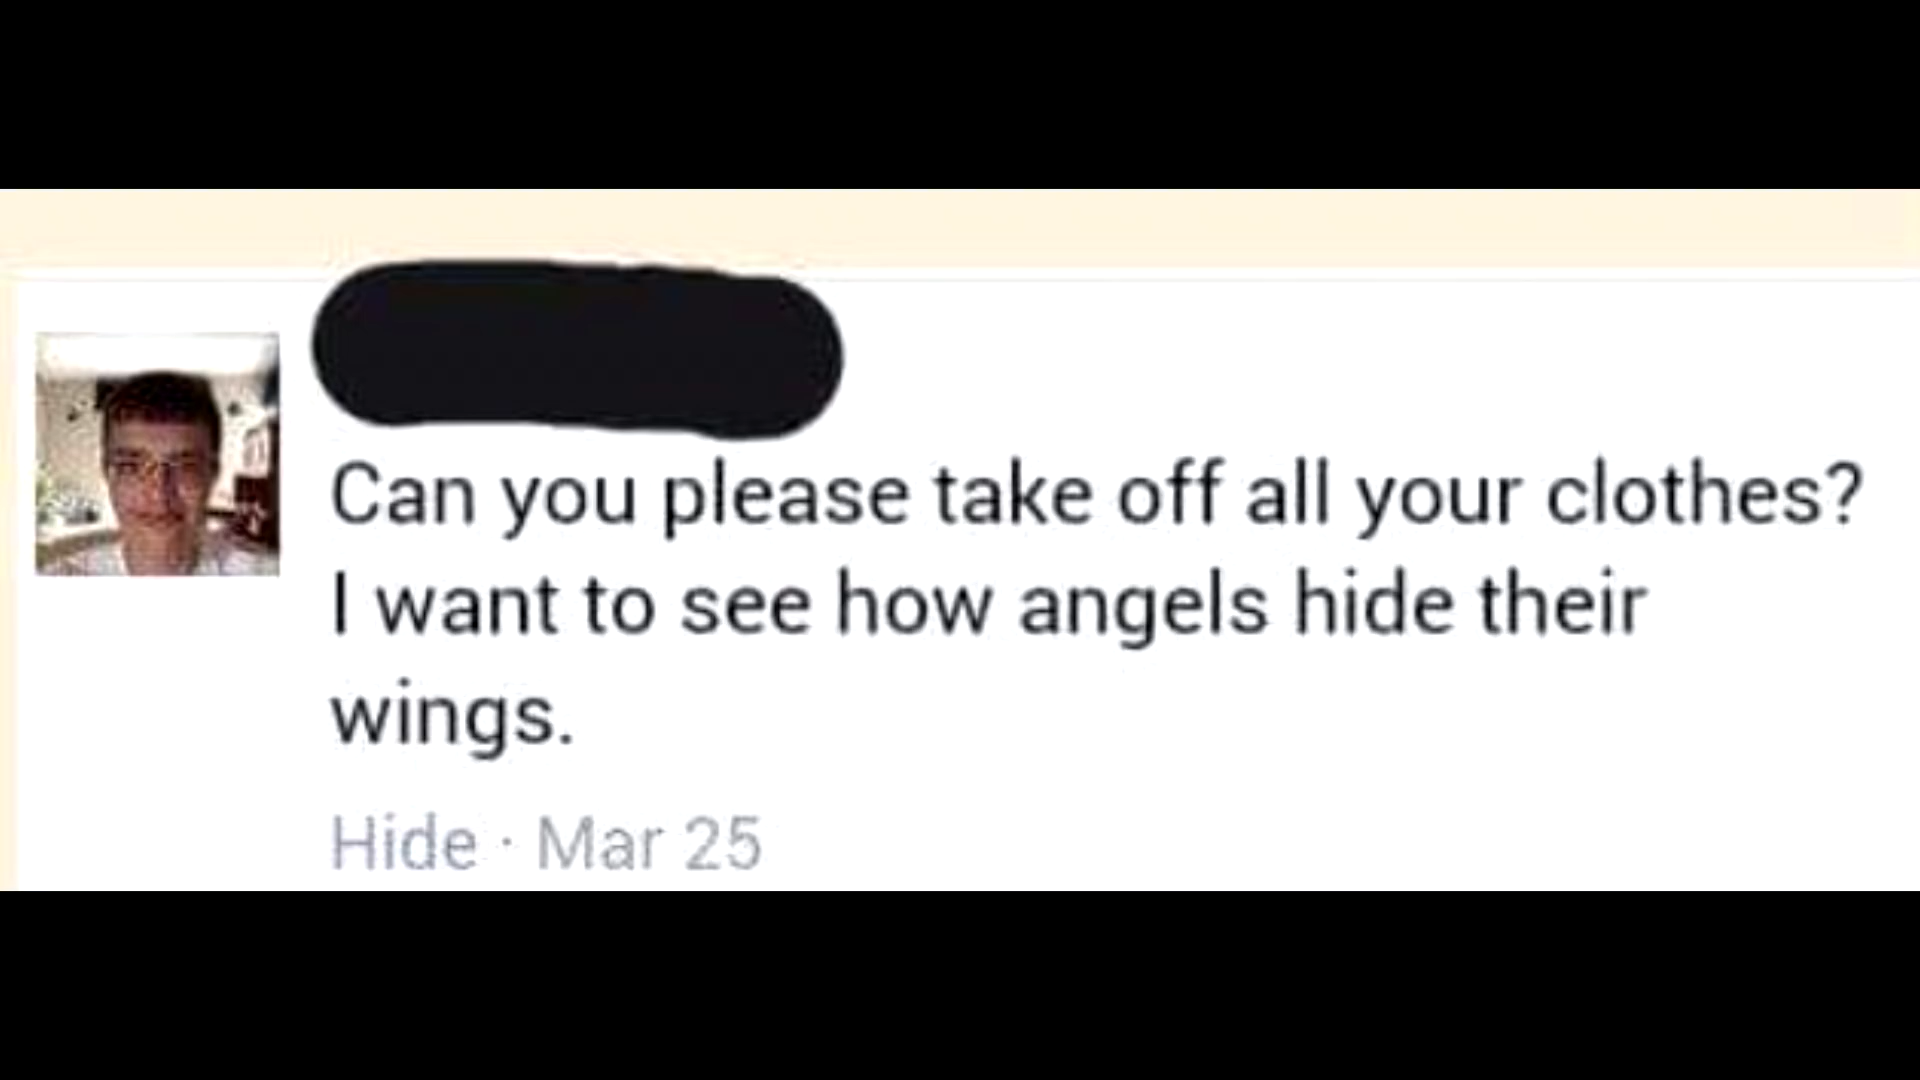 Can you please take off all your clothes?
I want to see how angels hide their
wings.
Hide · Mar 25